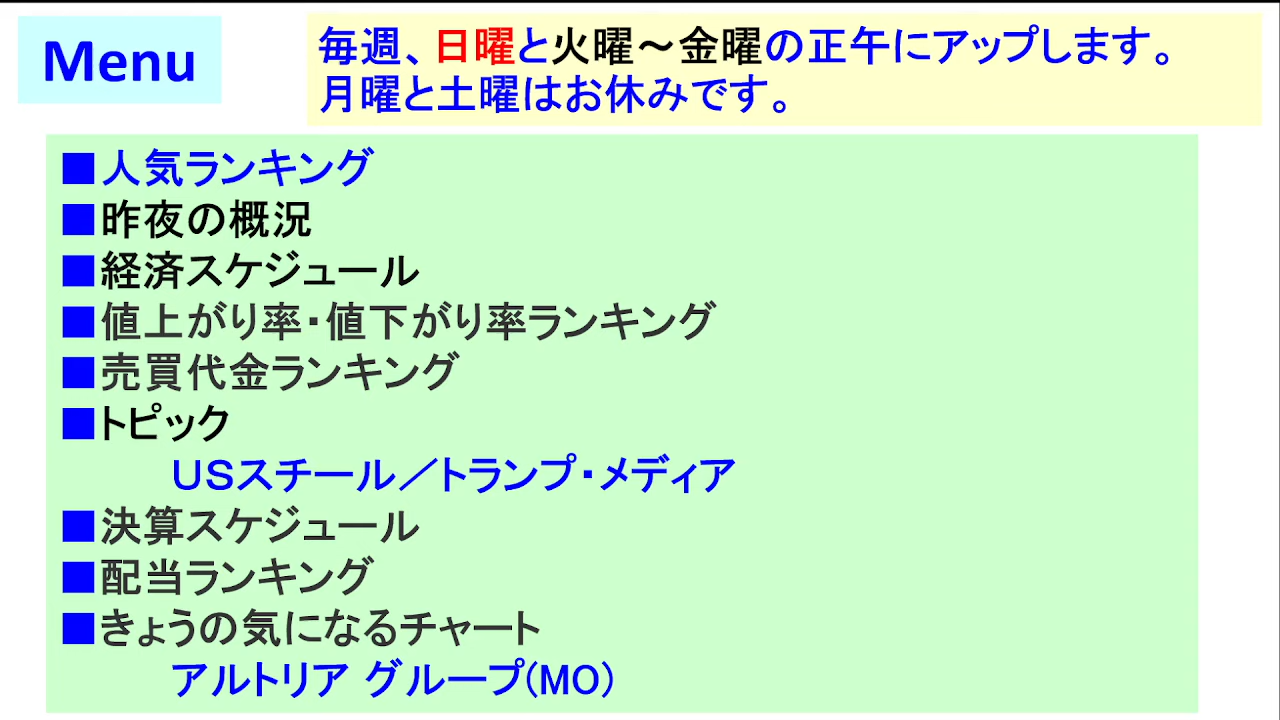 Menu
毎週、日曜と火曜～金曜の正午にアップします。
月曜と土曜はお休みです。
■人気ランキング
■昨夜の概況
■経済スケジュール
■値上がり率・値下がり率ランキング
■売買代金ランキング
■トピック
ＵＳスチール／トランプ・メディア
■決算スケジュール
■配当ランキング
■きょうの気になるチャート
アルトリア グループ(MO)